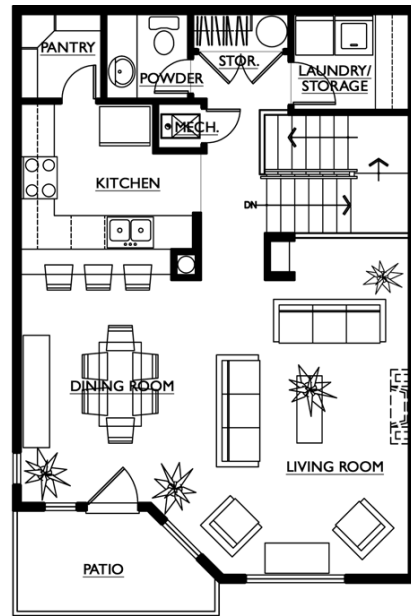 PANTRY
STOR.
POWDER
LAUNDRY/
STORAGE
MECH.
KITCHEN
DN
DINING ROOM
LIVING ROOM
PATIO